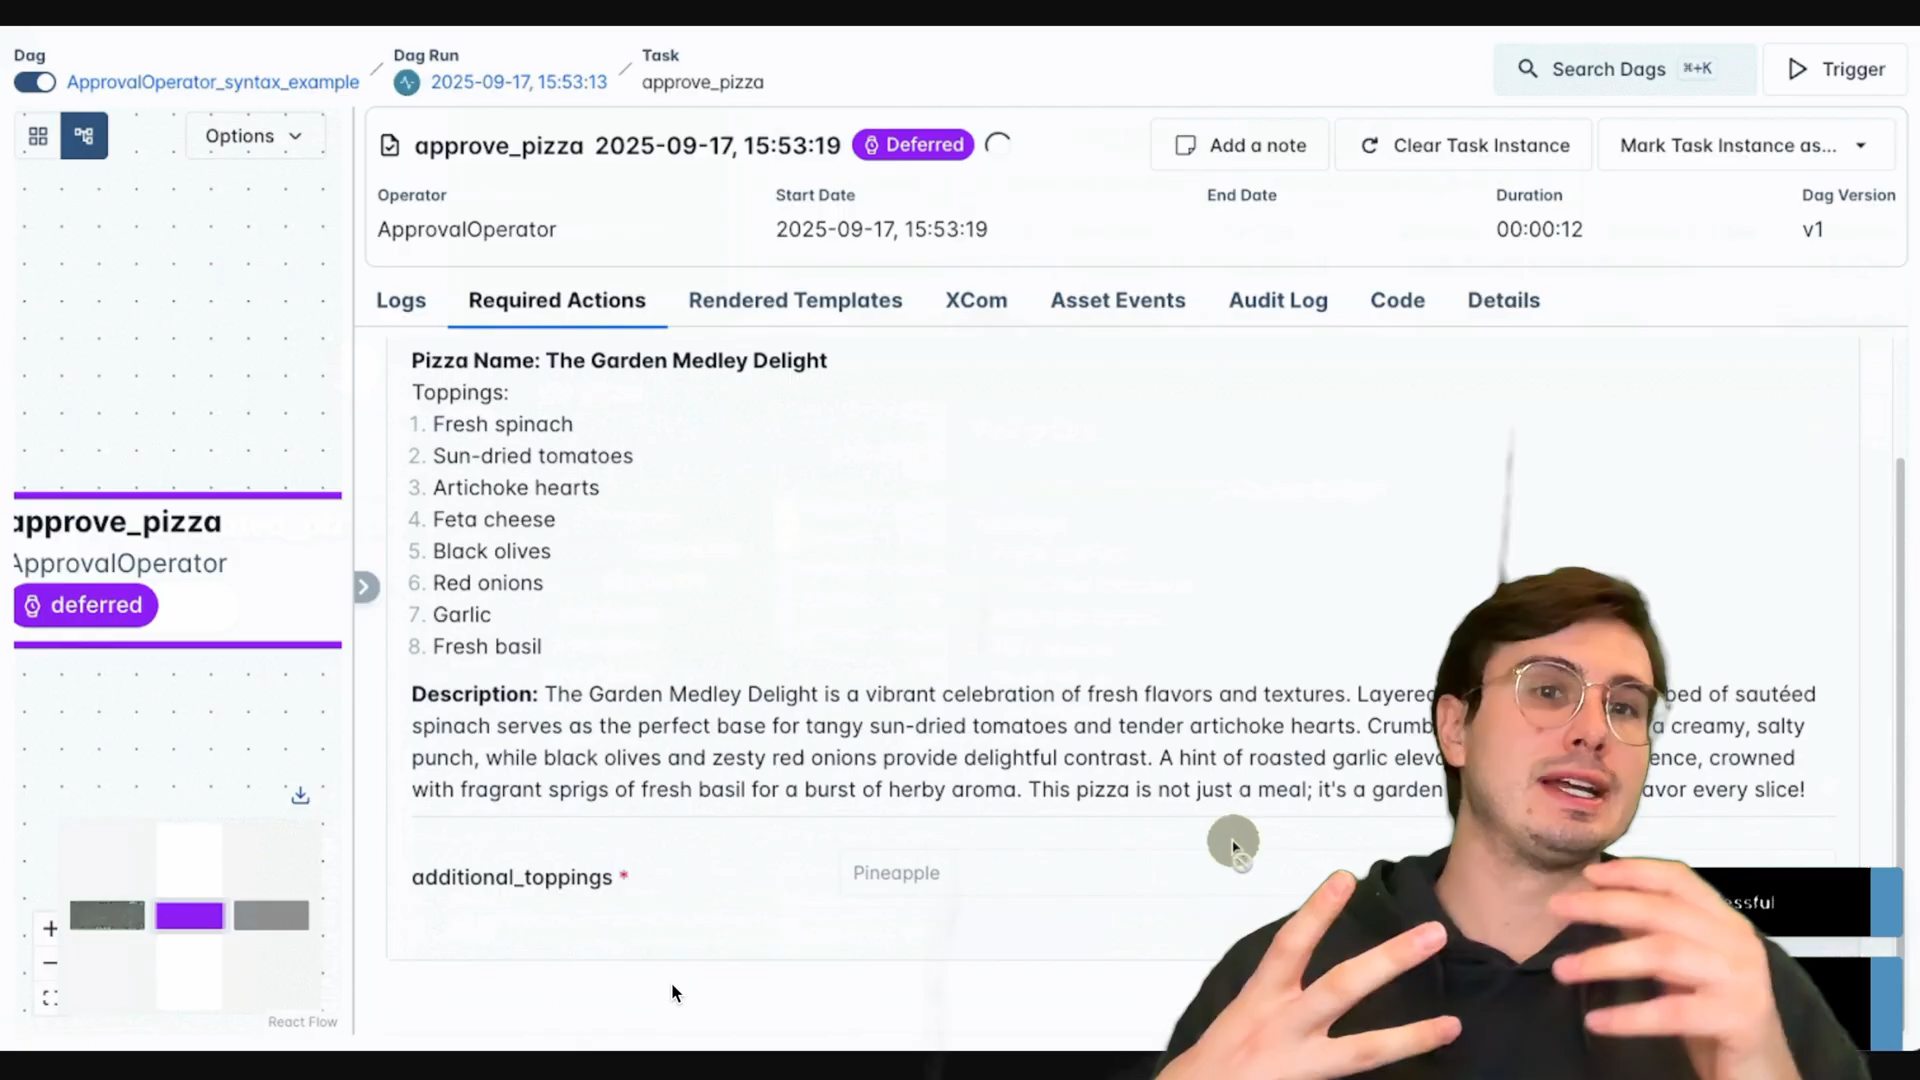 Dag
ApprovalOperator_syntax_example
Dag Run
2025-09-17, 15:53:13
Task
approve_pizza
Search Dags ⌘+K
Trigger
Options
approve_pizza 2025-09-17, 15:53:19 Deferred
Add a note
Clear Task Instance
Mark Task Instance as...
Operator
ApprovalOperator
Start Date
2025-09-17, 15:53:19
End Date
Duration
00:00:12
Dag Version
v1
Logs Required Actions Rendered Templates XCom Asset Events Audit Log Code Details
Pizza Name: The Garden Medley Delight
Toppings:
1. Fresh spinach
2. Sun-dried tomatoes
3. Artichoke hearts
4. Feta cheese
5. Black olives
6. Red onions
7. Garlic
8. Fresh basil
Description: The Garden Medley Delight is a vibrant celebration of fresh flavors and textures. Layered bed of sautéed
spinach serves as the perfect base for tangy sun-dried tomatoes and tender artichoke hearts. a creamy, salty
punch, while black olives and zesty red onions provide delightful contrast. A hint of roasted garlic crowned
with fragrant sprigs of fresh basil for a burst of herby aroma. This pizza is not just a meal; it's a garden every slice!
additional_toppings *
Pineapple
approve_pizza
ApprovalOperator
deferred
React Flow